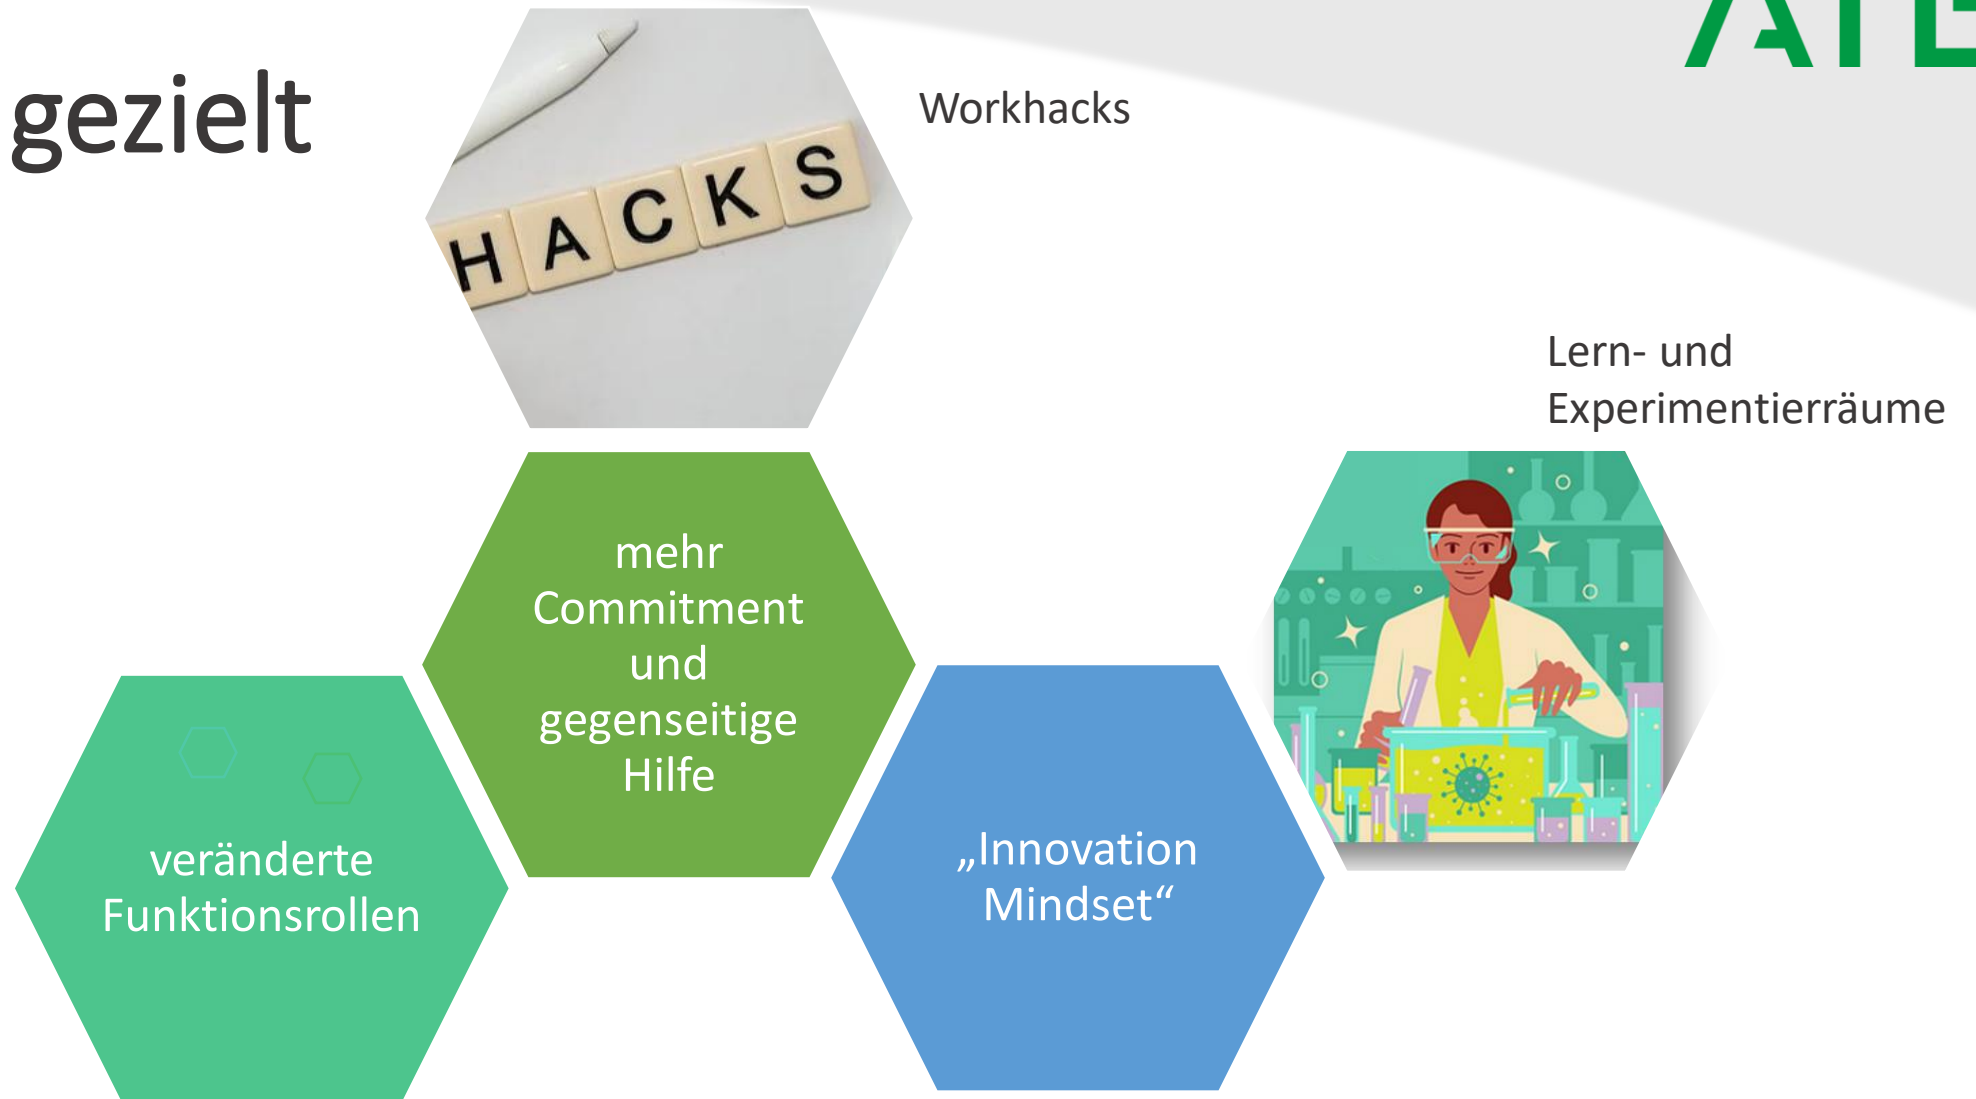 gezielt
HACKS
Workhacks
Lern- und
Experimentierräume
mehr
Commitment
und
gegenseitige
Hilfe
veränderte
Funktionsrollen
„Innovation
Mindset“